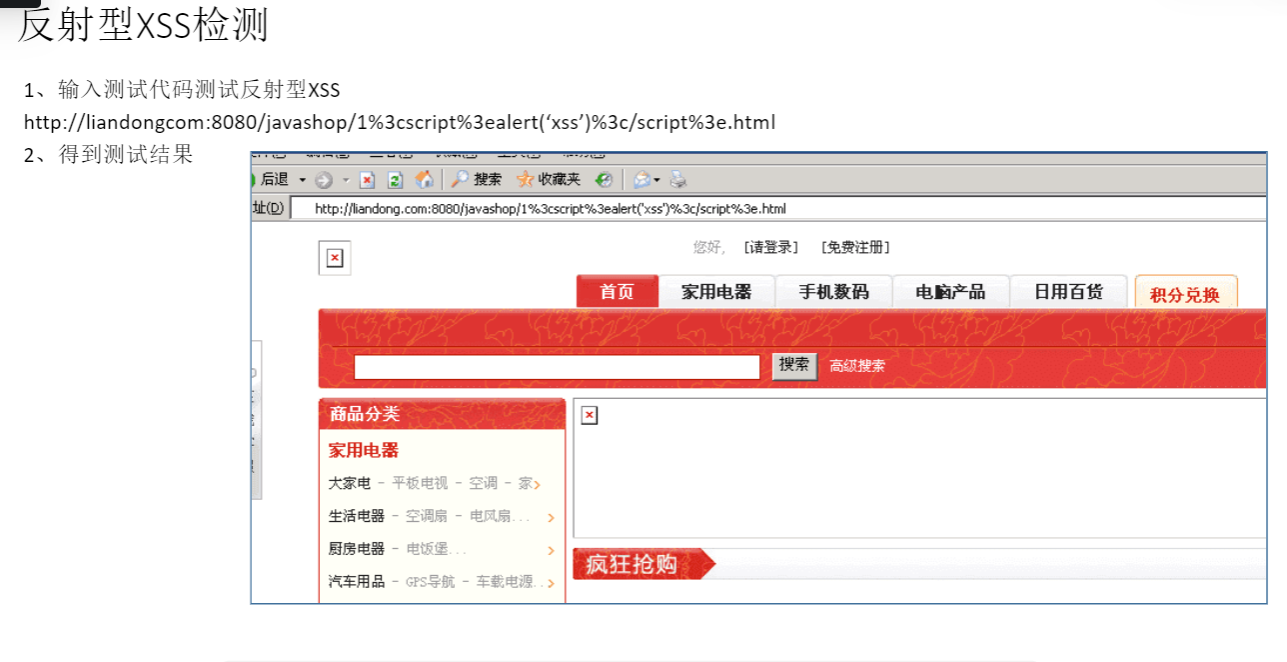 反射型XSS检测
1、输入测试代码测试反射型XSS
http://liandongcom:8080/javashop/1%3cscript%3ealert(‘xss’)%3c/script%3e.html
2、得到测试结果
后退 搜索 收藏夹
址(D) http://liandong.com:8080/javashop/1%3cscript%3ealert('xss')%3c/script%3e.html
您好, [请登录] [免费注册]
首页 家用电器 手机数码 电脑产品 日用百货 积分兑换
搜索 高级搜索
商品分类
家用电器
大家电 - 平板电视 - 空调 - 家
生活电器 - 空调扇 - 电风扇...
厨房电器 - 电饭煲...
汽车用品 - GPS导航 - 车载电源..
疯狂抢购